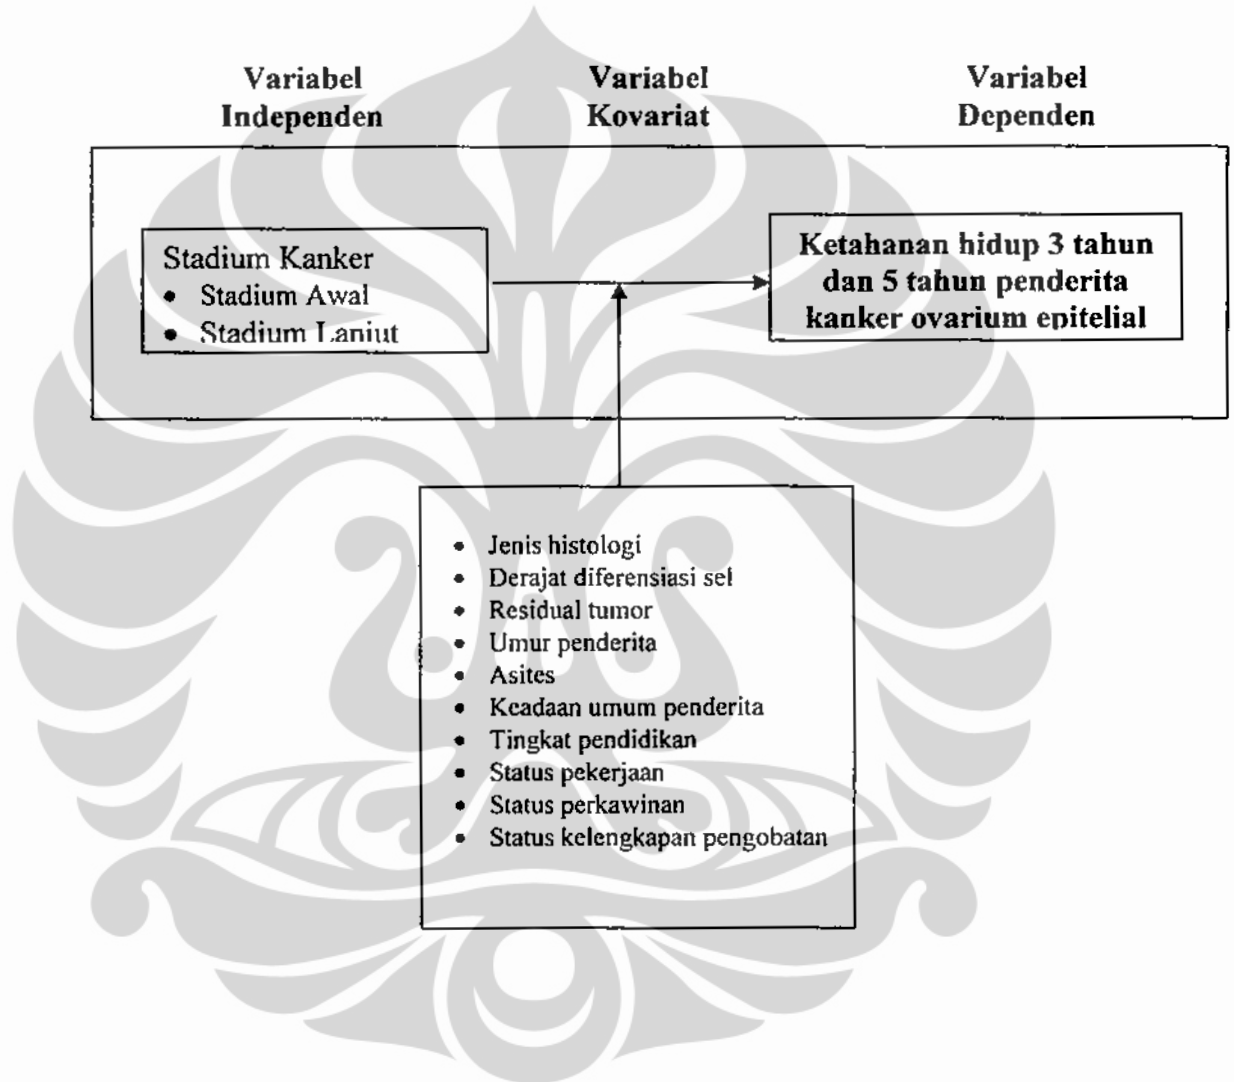 Variabel
Independen
Variabel
Kovariat
Variabel
Dependen
Stadium Kanker
• Stadium Awal
• Stadium Lanjut
Ketahanan hidup 3 tahun
dan 5 tahun penderita
kanker ovarium epitelial
• Jenis histologi
• Derajat diferensiasi sel
• Residual tumor
• Umur penderita
• Asites
• Keadaan umum penderita
• Tingkat pendidikan
• Status pekerjaan
• Status perkawinan
• Status kelengkapan pengobatan